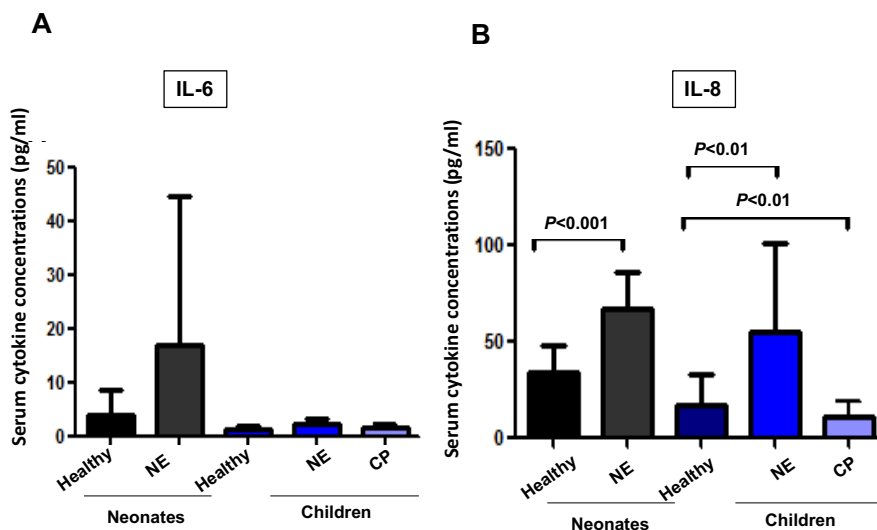 A
IL-6
Serum cytokine concentrations (pg/ml)
50
40
30
20
10
0
Healthy
NE
Healthy
NE
CP
Neonates
Children
B
IL-8
Serum cytokine concentrations (pg/ml)
150
100
50
0
P<0.001
P<0.01
P<0.01
Healthy
NE
Healthy
NE
CP
Neonates
Children